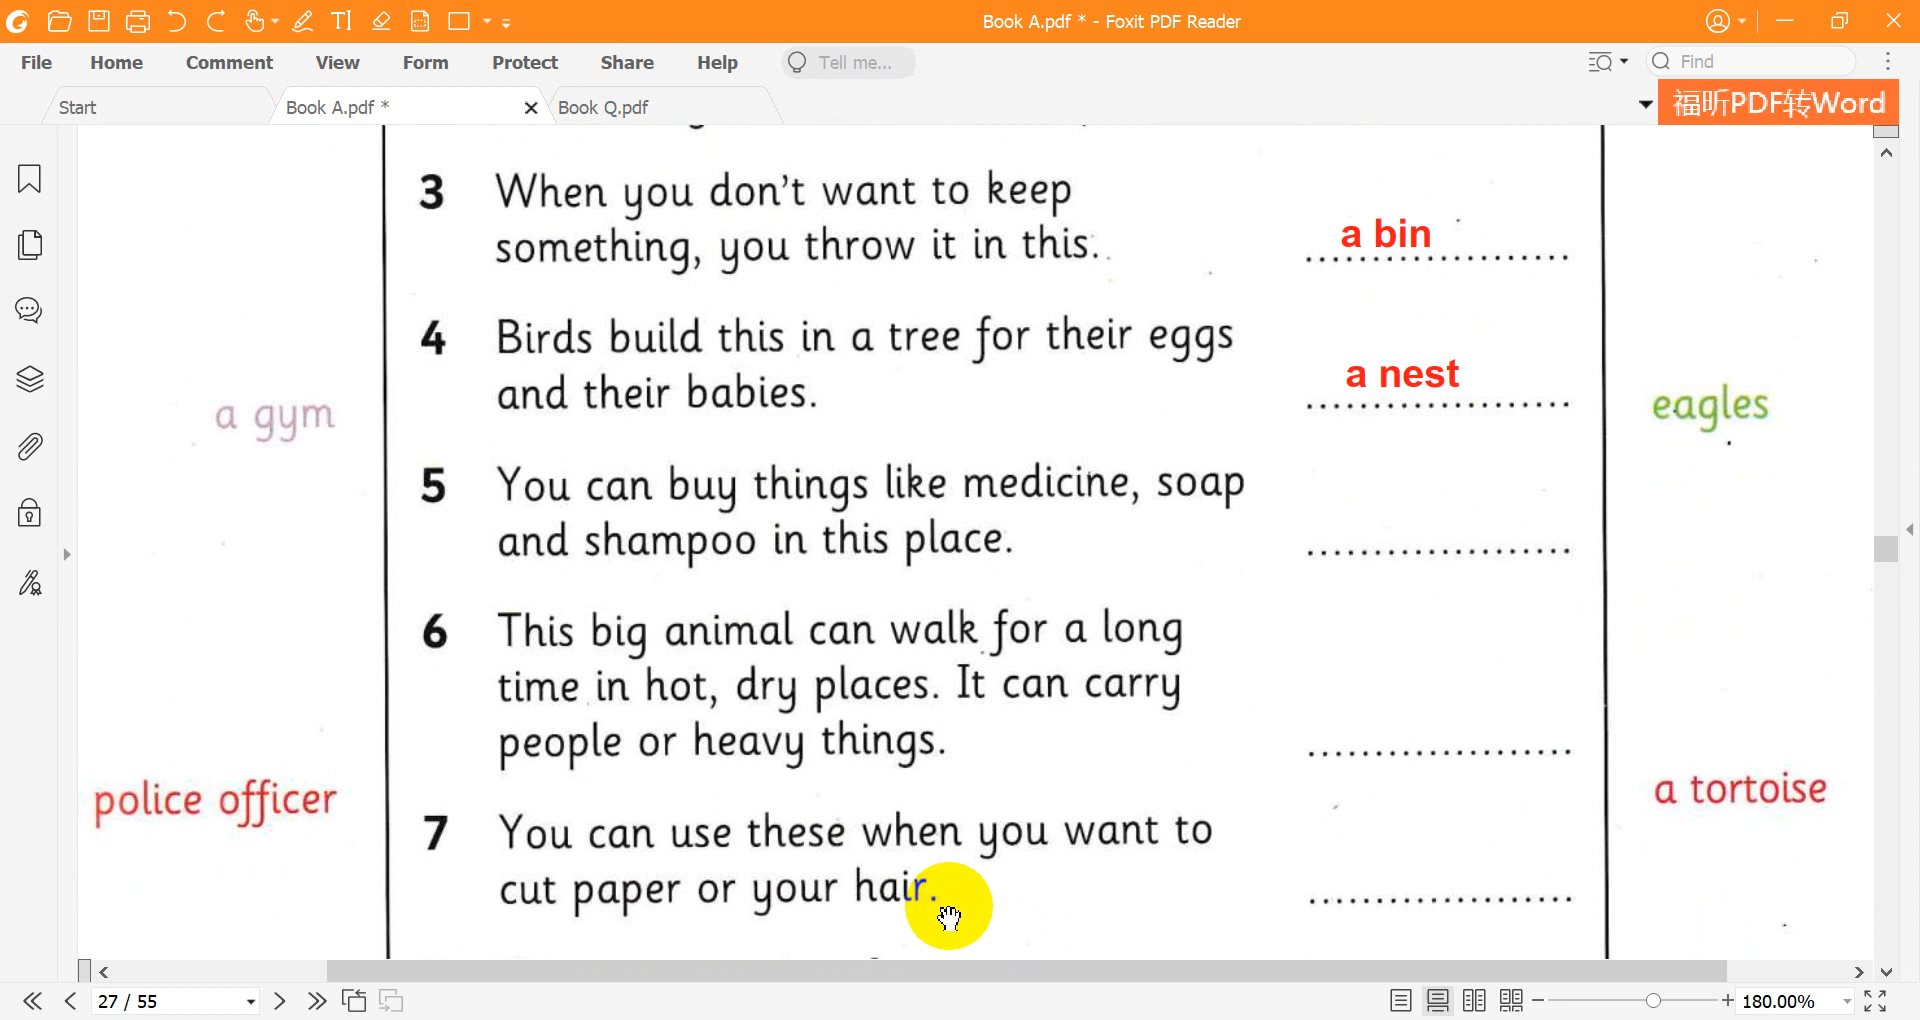 Book A.pdf * - Foxit PDF Reader
File Home Comment View Form Protect Share Help Tell me... Find
Start Book A.pdf * Book Q.pdf 福昕PDF转Word
3 When you don't want to keep
something, you throw it in this. a bin
4 Birds build this in a tree for their eggs
and their babies. a nest
a gym
eagles
5 You can buy things like medicine, soap
and shampoo in this place.
6 This big animal can walk for a long
time in hot, dry places. It can carry
people or heavy things.
police officer
a tortoise
7 You can use these when you want to
cut paper or your hair.
27 / 55 180.00%